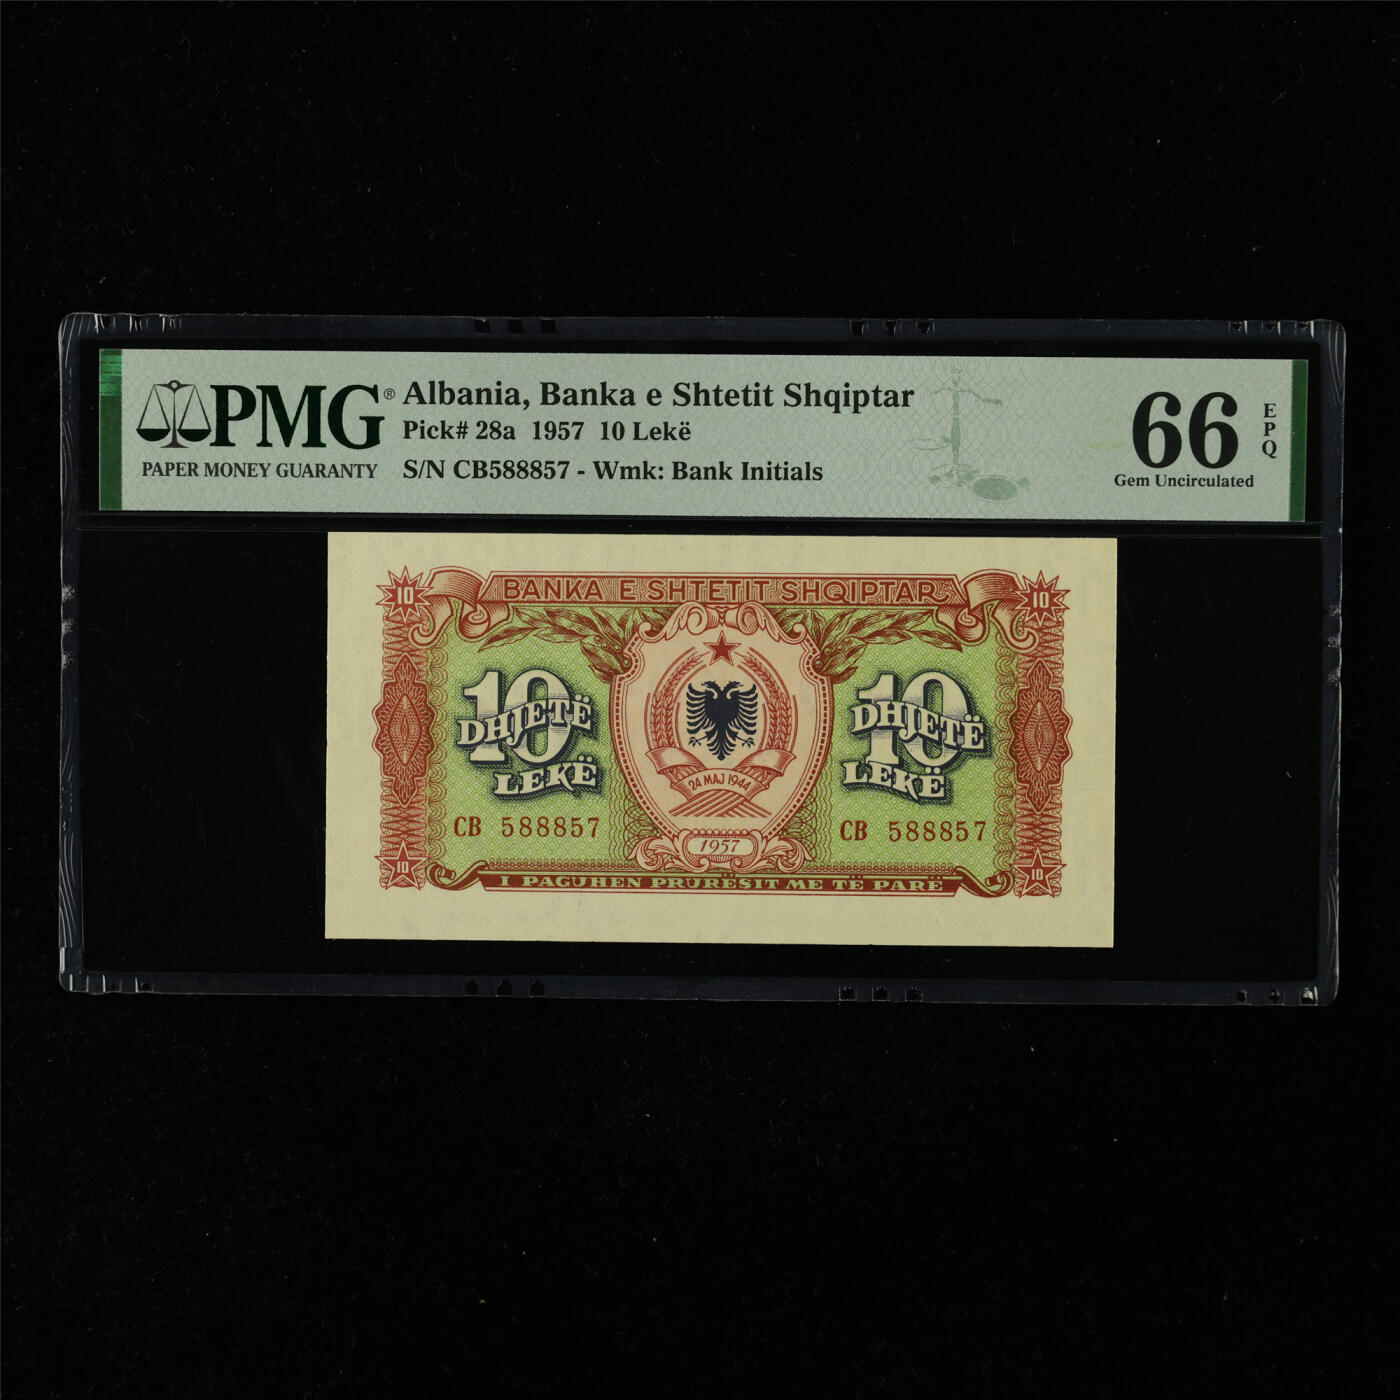 PMG®
PAPER MONEY GUARANTY
Albania, Banka e Shtetit Shqiptar
Pick# 28a 1957 10 Lekë
S/N CB588857 - Wmk: Bank Initials
66
EPQ
Gem Uncirculated
BANKA E SHTETIT SHQIPTAR
10
10
10
DHJETË
LEKË
10
DHJETË
LEKË
24 MAJ 1944
CB 588857
CB 588857
1957
10
10
I PAGUHEN PRURËSIT ME TË PARË